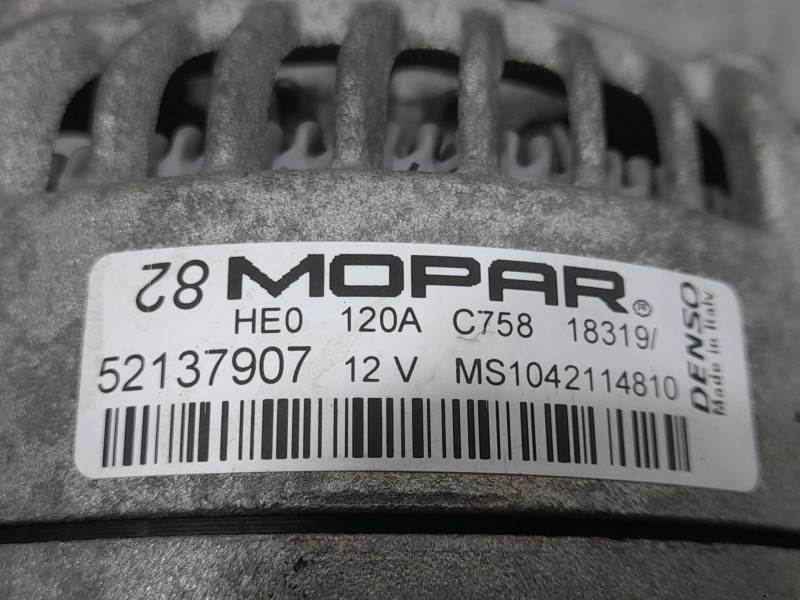 82 MOPAR®
HE0 120A C758 18319/
52137907 12 V MS1042114810
DENSO
Made in Italy